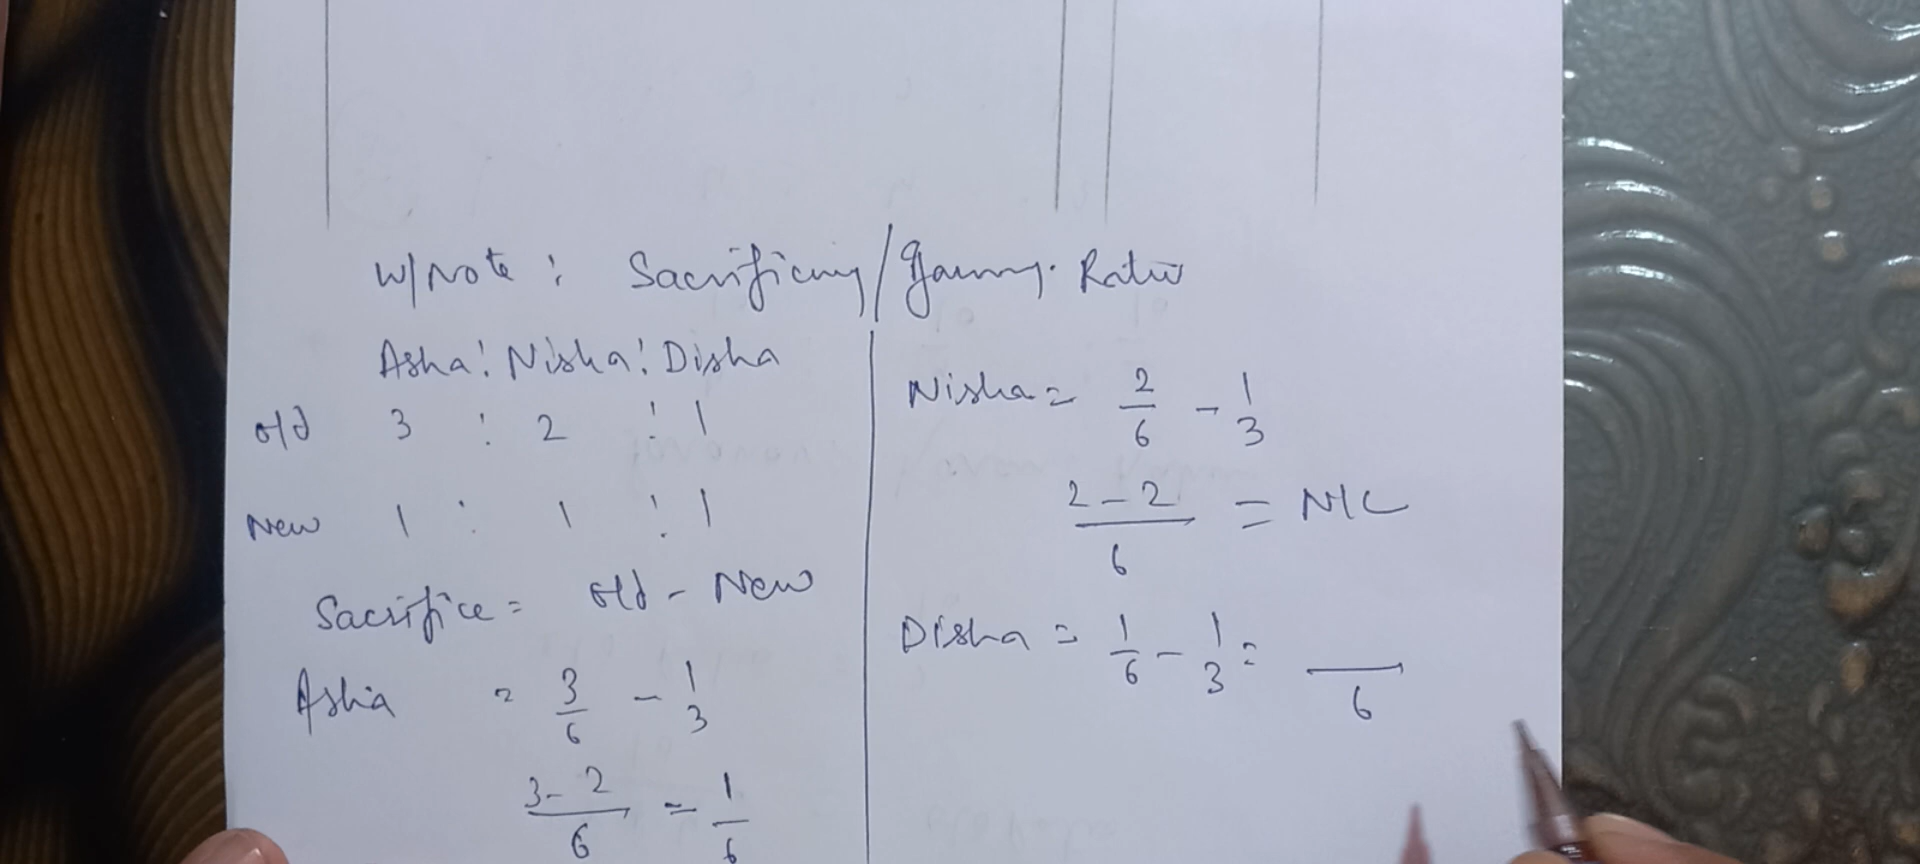 W/Note : Sacrificing/Gaining Ratio
Asha : Nisha : Disha
old 3 : 2 : 1
New 1 : 1 : 1
Sacrifice = old - New
Asha = 3/6 - 1/3
3-2/6 = 1/6
Nisha = 2/6 - 1/3
2-2/6 = NIL
Disha = 1/6 - 1/3 = /6